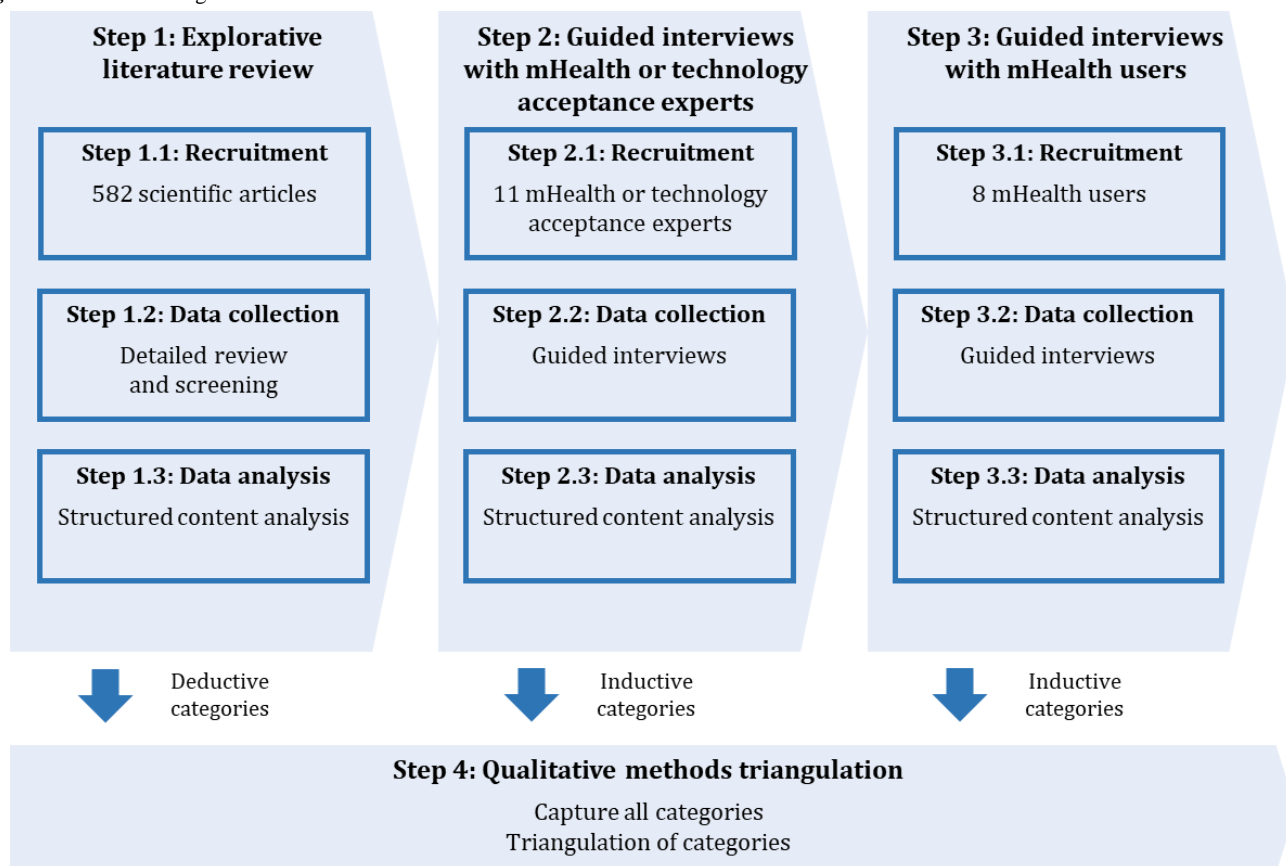 Step 1: Explorative
literature review
Step 1.1: Recruitment
582 scientific articles
Step 1.2: Data collection
Detailed review
and screening
Step 1.3: Data analysis
Structured content analysis
Deductive
categories
Step 2: Guided interviews
with mHealth or technology
acceptance experts
Step 2.1: Recruitment
11 mHealth or technology
acceptance experts
Step 2.2: Data collection
Guided interviews
Step 2.3: Data analysis
Structured content analysis
Inductive
categories
Step 3: Guided interviews
with mHealth users
Step 3.1: Recruitment
8 mHealth users
Step 3.2: Data collection
Guided interviews
Step 3.3: Data analysis
Structured content analysis
Inductive
categories
Step 4: Qualitative methods triangulation
Capture all categories
Triangulation of categories